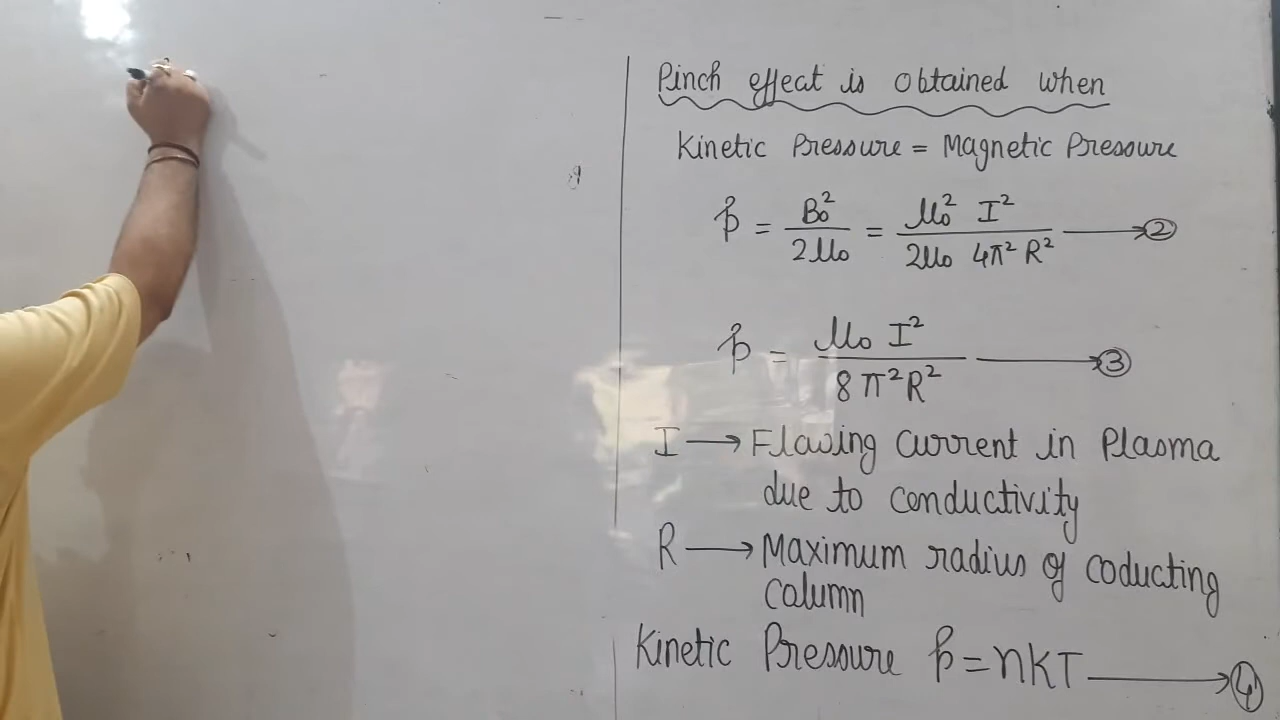 Pinch effect is obtained when
Kinetic Pressure = Magnetic Pressure
p = B₀² / 2μ₀ = μ₀² I² / 2μ₀ 4π² R² → ②
p = μ₀ I² / 8π²R² → ③
I → Flowing current in Plasma
due to conductivity
R → Maximum radius of coducting
column
Kinetic Pressure p = nKT → ④